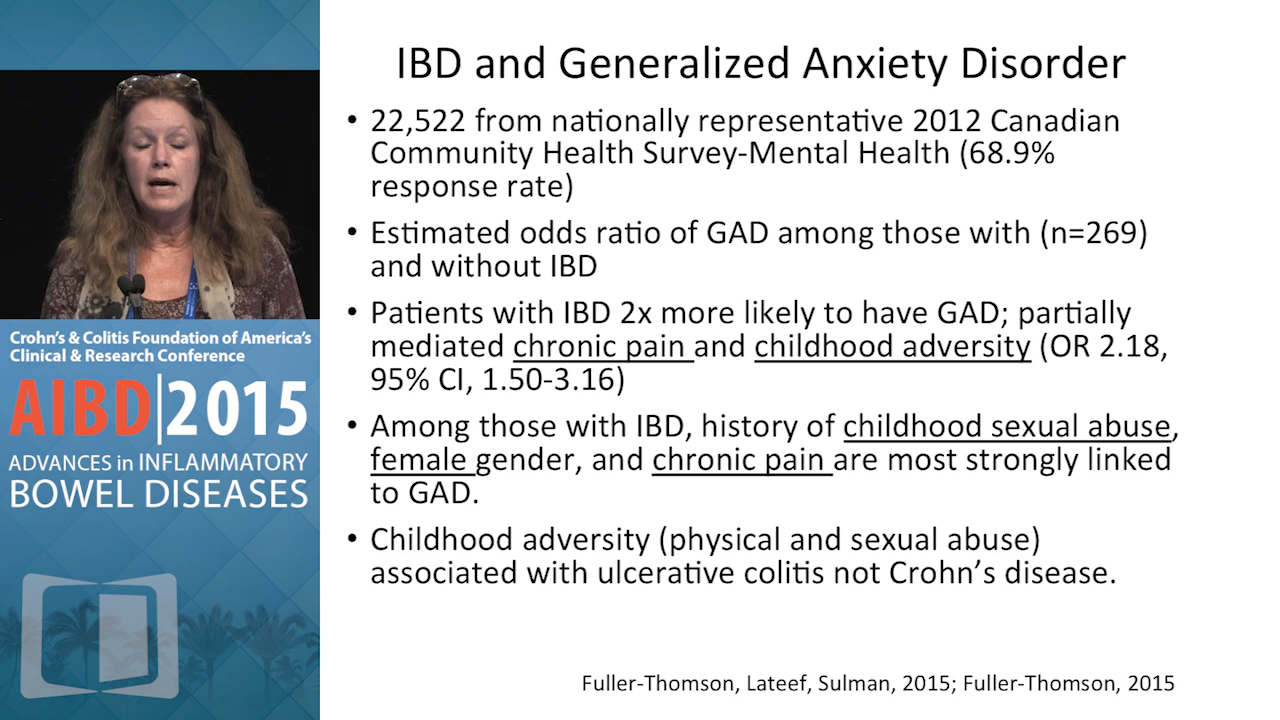 Crohn's & Colitis Foundation of America's
Clinical & Research Conference
AIBD|2015
ADVANCES in INFLAMMATORY
BOWEL DISEASES
IBD and Generalized Anxiety Disorder
• 22,522 from nationally representative 2012 Canadian
Community Health Survey-Mental Health (68.9%
response rate)
• Estimated odds ratio of GAD among those with (n=269)
and without IBD
• Patients with IBD 2x more likely to have GAD; partially
mediated chronic pain and childhood adversity (OR 2.18,
95% CI, 1.50-3.16)
• Among those with IBD, history of childhood sexual abuse,
female gender, and chronic pain are most strongly linked
to GAD.
• Childhood adversity (physical and sexual abuse)
associated with ulcerative colitis not Crohn's disease.
Fuller-Thomson, Lateef, Sulman, 2015; Fuller-Thomson, 2015